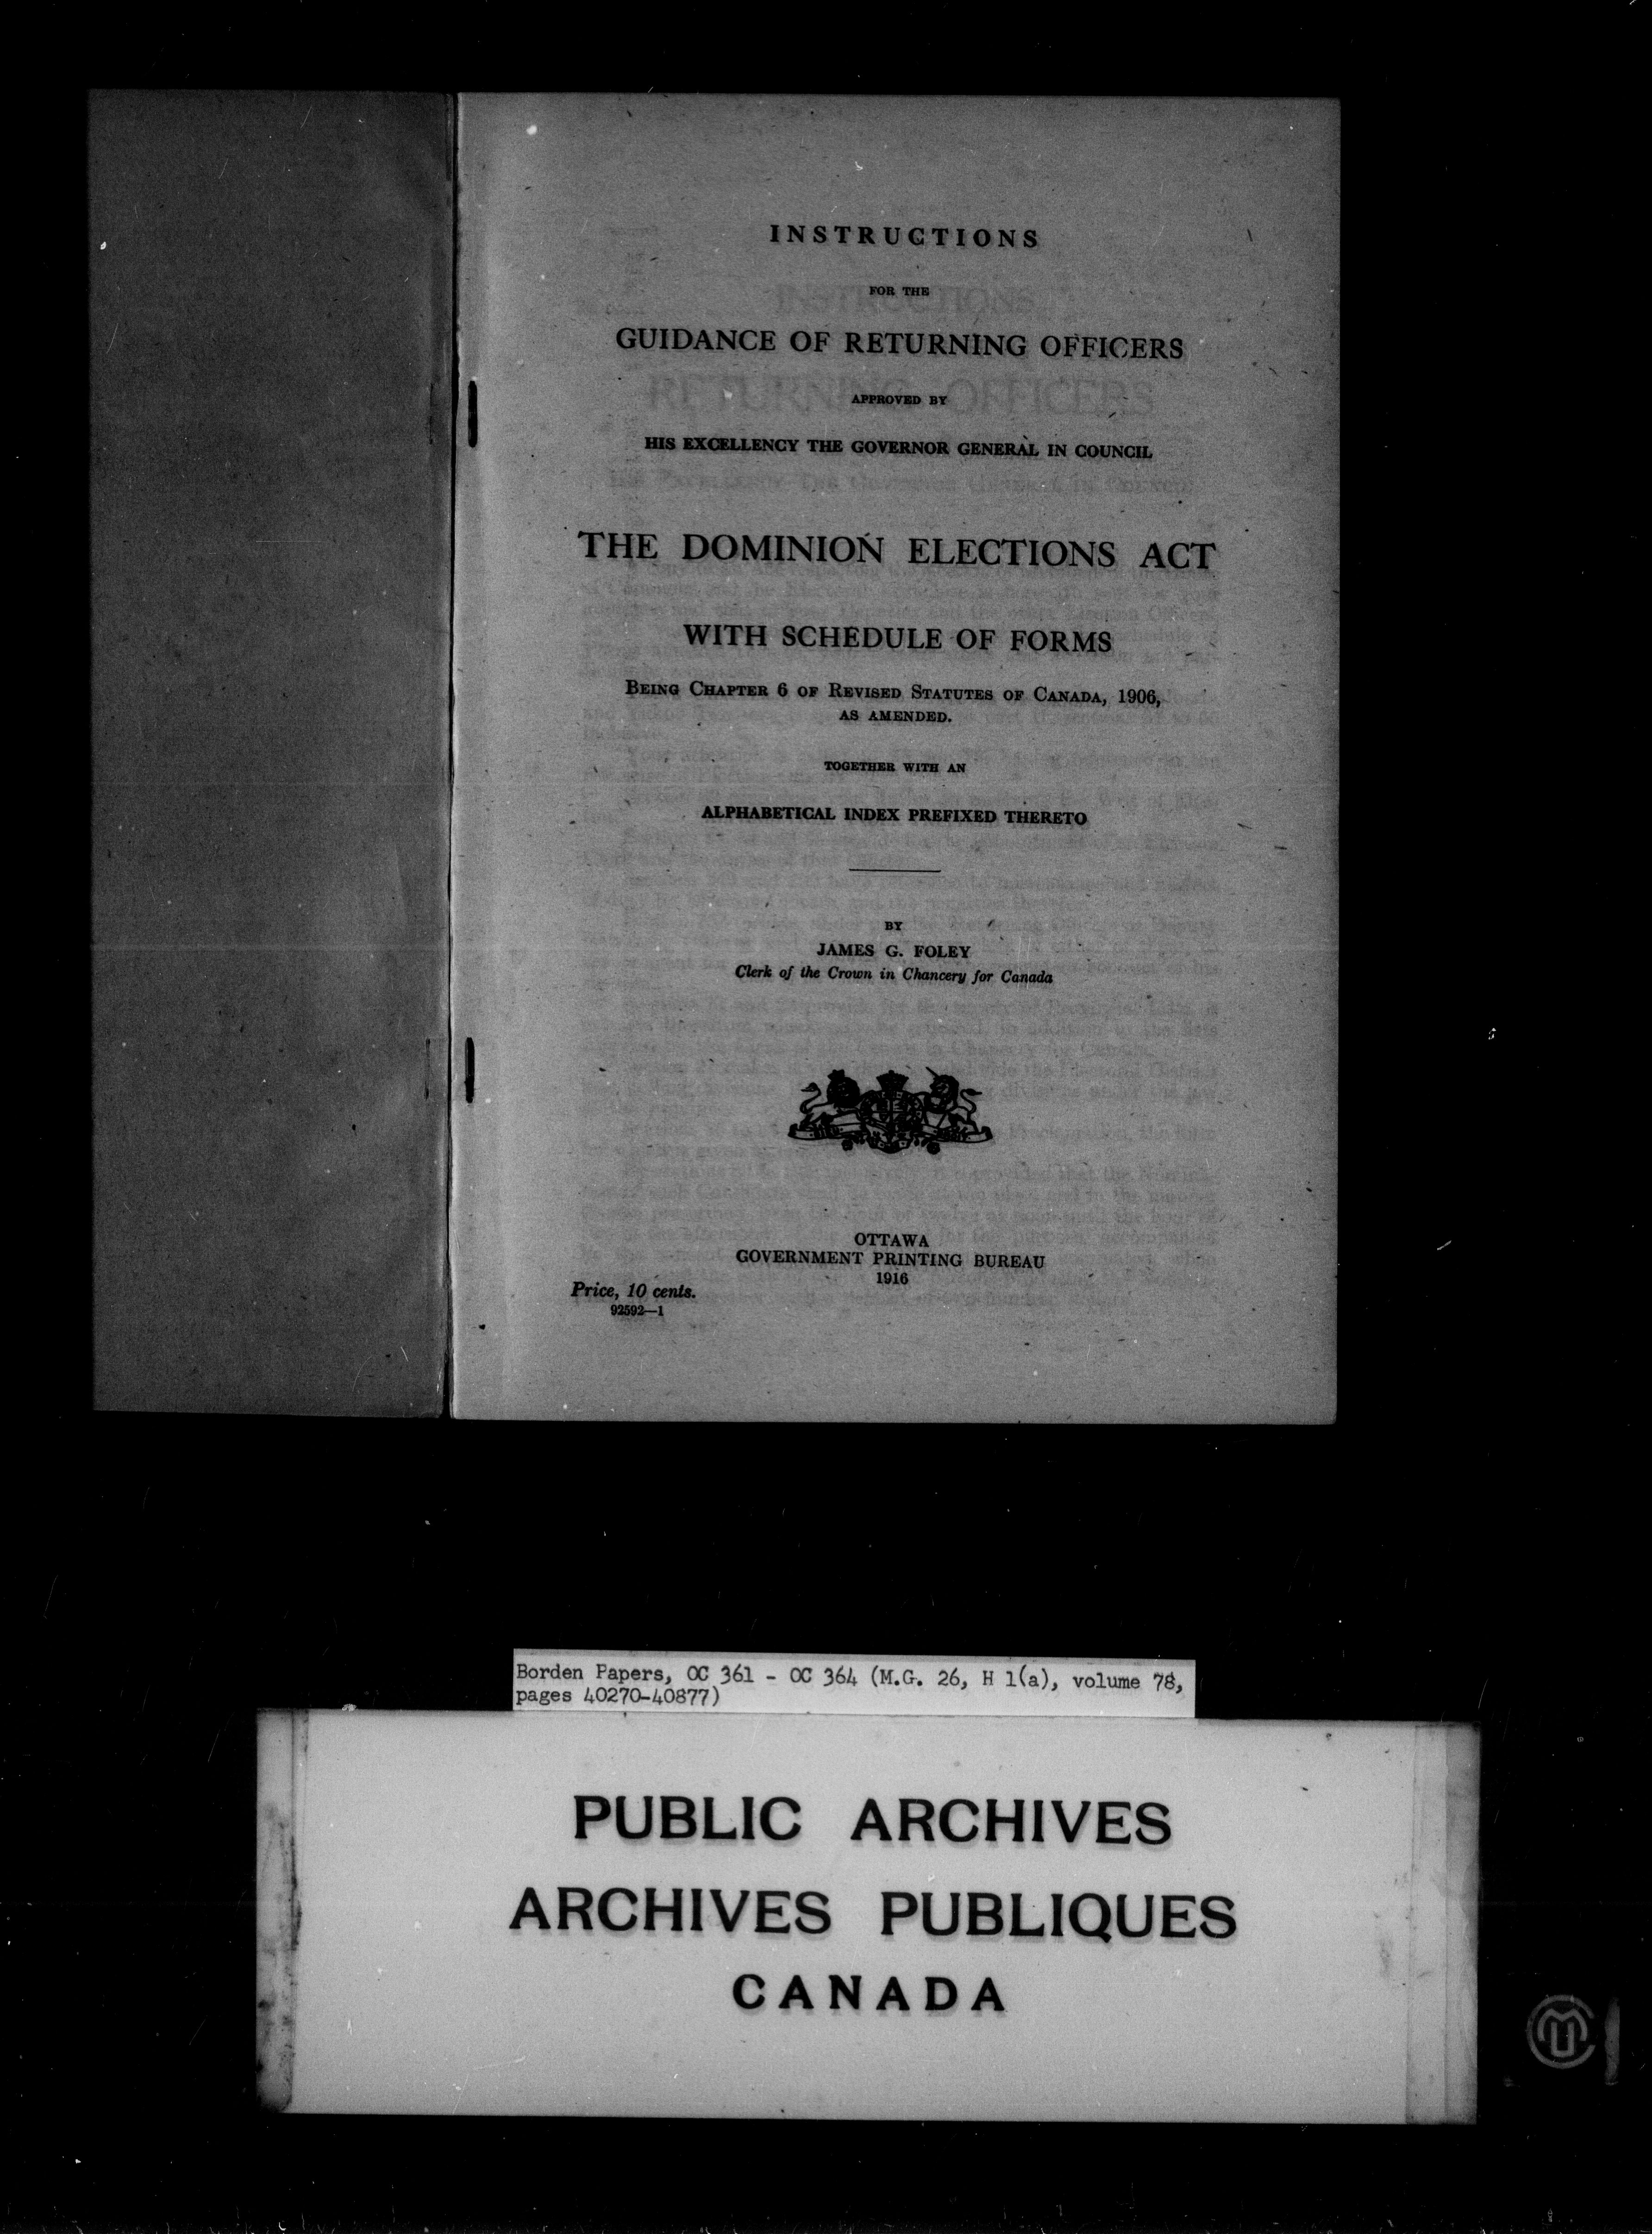 INSTRUCTIONS
FOR THE
GUIDANCE OF RETURNING OFFICERS
APPROVED BY
HIS EXCELLENCY THE GOVERNOR GENERAL IN COUNCIL
THE DOMINION ELECTIONS ACT
WITH SCHEDULE OF FORMS
BEING CHAPTER 6 OF REVISED STATUTES OF CANADA, 1906,
AS AMENDED.
TOGETHER WITH AN
ALPHABETICAL INDEX PREFIXED THERETO
BY
JAMES G. FOLEY
Clerk of the Crown in Chancery for Canada
OTTAWA
GOVERNMENT PRINTING BUREAU
1916
Price, 10 cents.
92592—1
Borden Papers, OC 361 - OC 364 (M.G. 26, H 1(a), volume 78,
pages 40270-40877)
PUBLIC ARCHIVES
ARCHIVES PUBLIQUES
CANADA